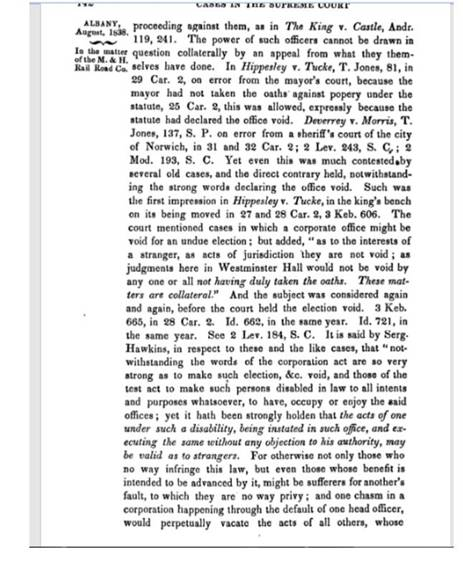 142 CASES IN THE SUPREME COURT
ALBANY,
August, 1838.
In the matter
of the M. & H.
Rail Road Co.
proceeding against them, as in The King v. Castle, Andr.
119, 241. The power of such officers cannot be drawn in
question collaterally by an appeal from what they them-
selves have done. In Hippesley v. Tucke, T. Jones, 81, in
29 Car. 2, on error from the mayor's court, because the
mayor had not taken the oaths against popery under the
statute, 25 Car. 2, this was allowed, expressly because the
statute had declared the office void. Deverrey v. Morris, T.
Jones, 137, S. P. on error from a sheriff's court of the city
of Norwich, in 31 and 32 Car. 2; 2 Lev. 243, S. C.; 2
Mod. 193, S. C. Yet even this was much contested by
several old cases, and the direct contrary held, notwithstand-
ing the strong words declaring the office void. Such was
the first impression in Hippesley v. Tucke, in the king's bench
on its being moved in 27 and 28 Car. 2, 3 Keb. 606. The
court mentioned cases in which a corporate office might be
void for an undue election; but added, "as to the interests of
a stranger, as acts of jurisdiction they are not void; as
judgments here in Westminster Hall would not be void by
any one or all not having duly taken the oaths. These mat-
ters are collateral." And the subject was considered again
and again, before the court held the election void. 3 Keb.
665, in 28 Car. 2. Id. 662, in the same year. Id. 721, in
the same year. See 2 Lev. 184, S. C. It is said by Serg.
Hawkins, in respect to these and the like cases, that "not-
withstanding the words of the corporation act are so very
strong as to make such election, &c. void, and those of the
test act to make such persons disabled in law to all intents
and purposes whatsoever, to have, occupy or enjoy the said
offices; yet it hath been strongly holden that the acts of one
under such a disability, being instated in such office, and ex-
ecuting the same without any objection to his authority, may
be valid as to strangers. For otherwise not only those who
no way infringe this law, but even those whose benefit is
intended to be advanced by it, might be sufferers for another's
fault, to which they are no way privy; and one chasm in a
corporation happening through the default of one head officer,
would perpetually vacate the acts of all others, whose